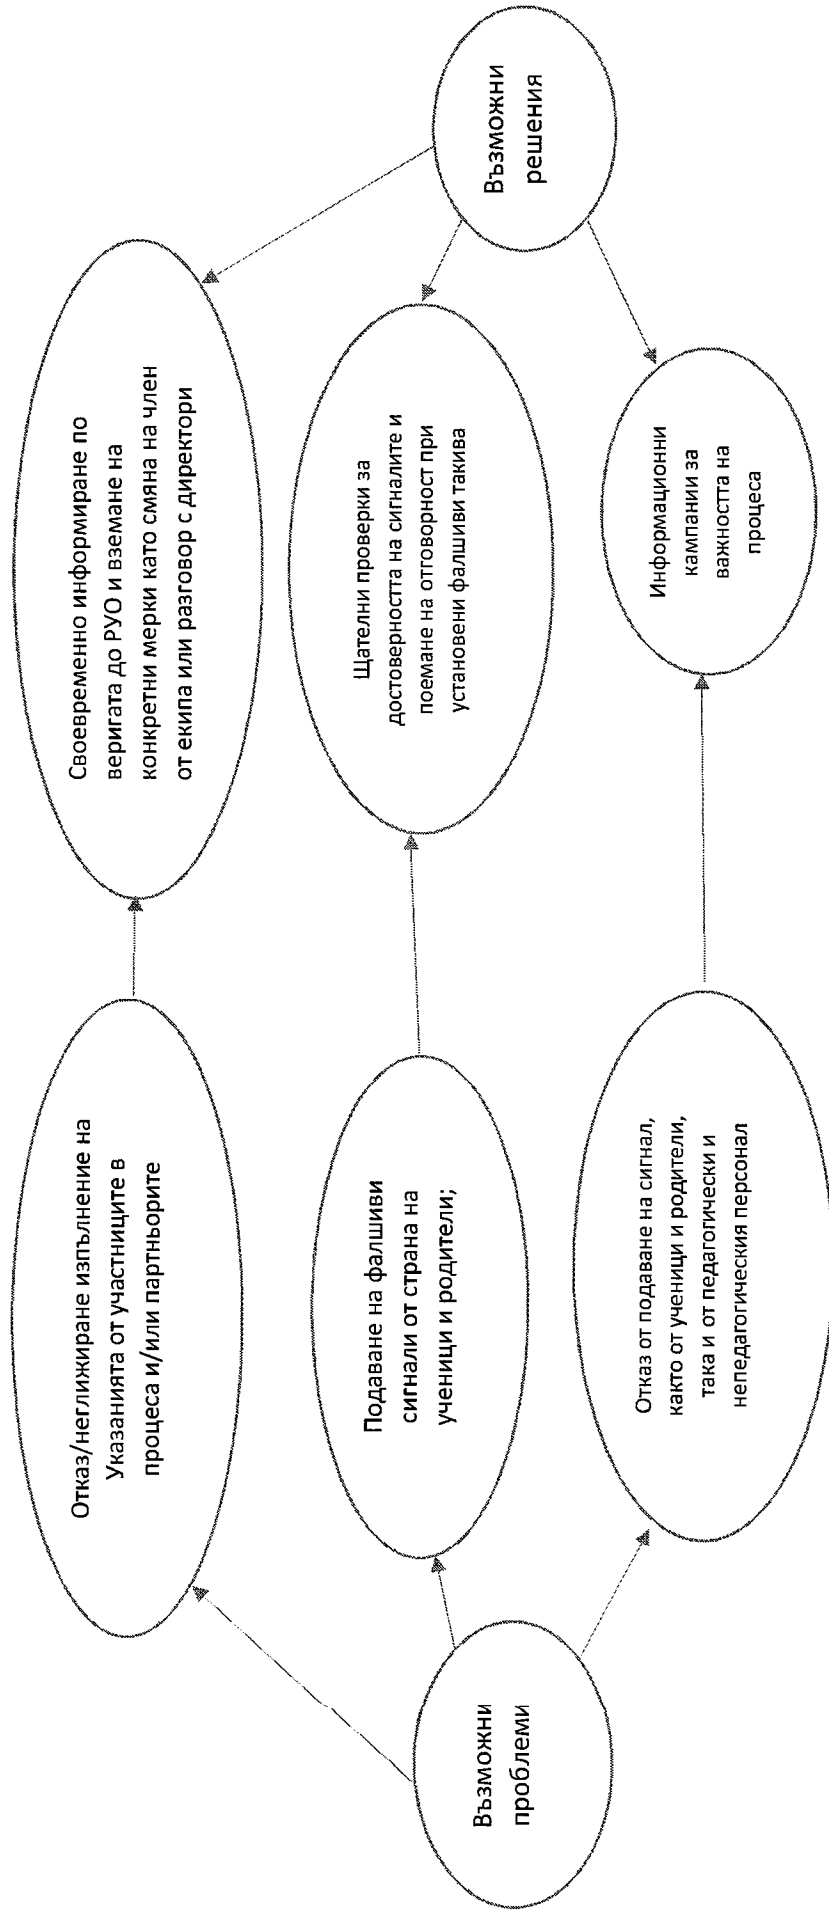 Възможни
проблеми
Отказ/неглижиране изпълнение на
Указанията от участниците в
процеса и/или партньорите
Подаване на фалшиви
сигнали от страна на
ученици и родители;
Отказ от подаване на сигнал,
както от ученици и родители,
така и от педагогически и
непедагогическия персонал
Своевременно информиране по
веригата до РУО и вземане на
конкретни мерки като смяна на член
от екипа или разговор с директори
Щателни проверки за
достоверността на сигналите и
поемане на отговорност при
установени фалшиви такива
Информационни
кампании за
важността на
процеса
Възможни
решения